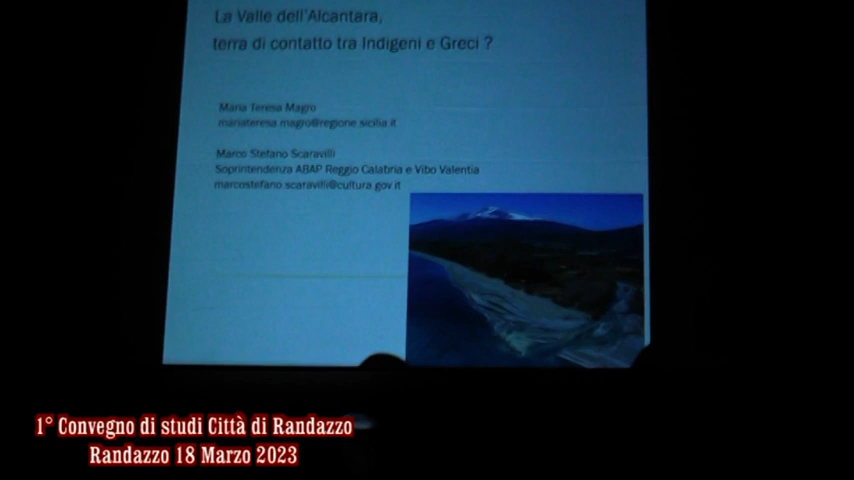 La Valle dell'Alcantara,
terra di contatto tra Indigeni e Greci ?
Maria Teresa Magro
mariateresa.magro@regione.sicilia.it
Marco Stefano Scaravilli
Soprintendenza ABAP Reggio Calabria e Vibo Valentia
marcostefano.scaravilli@cultura.gov.it
1° Convegno di studi Città di Randazzo
Randazzo 18 Marzo 2023